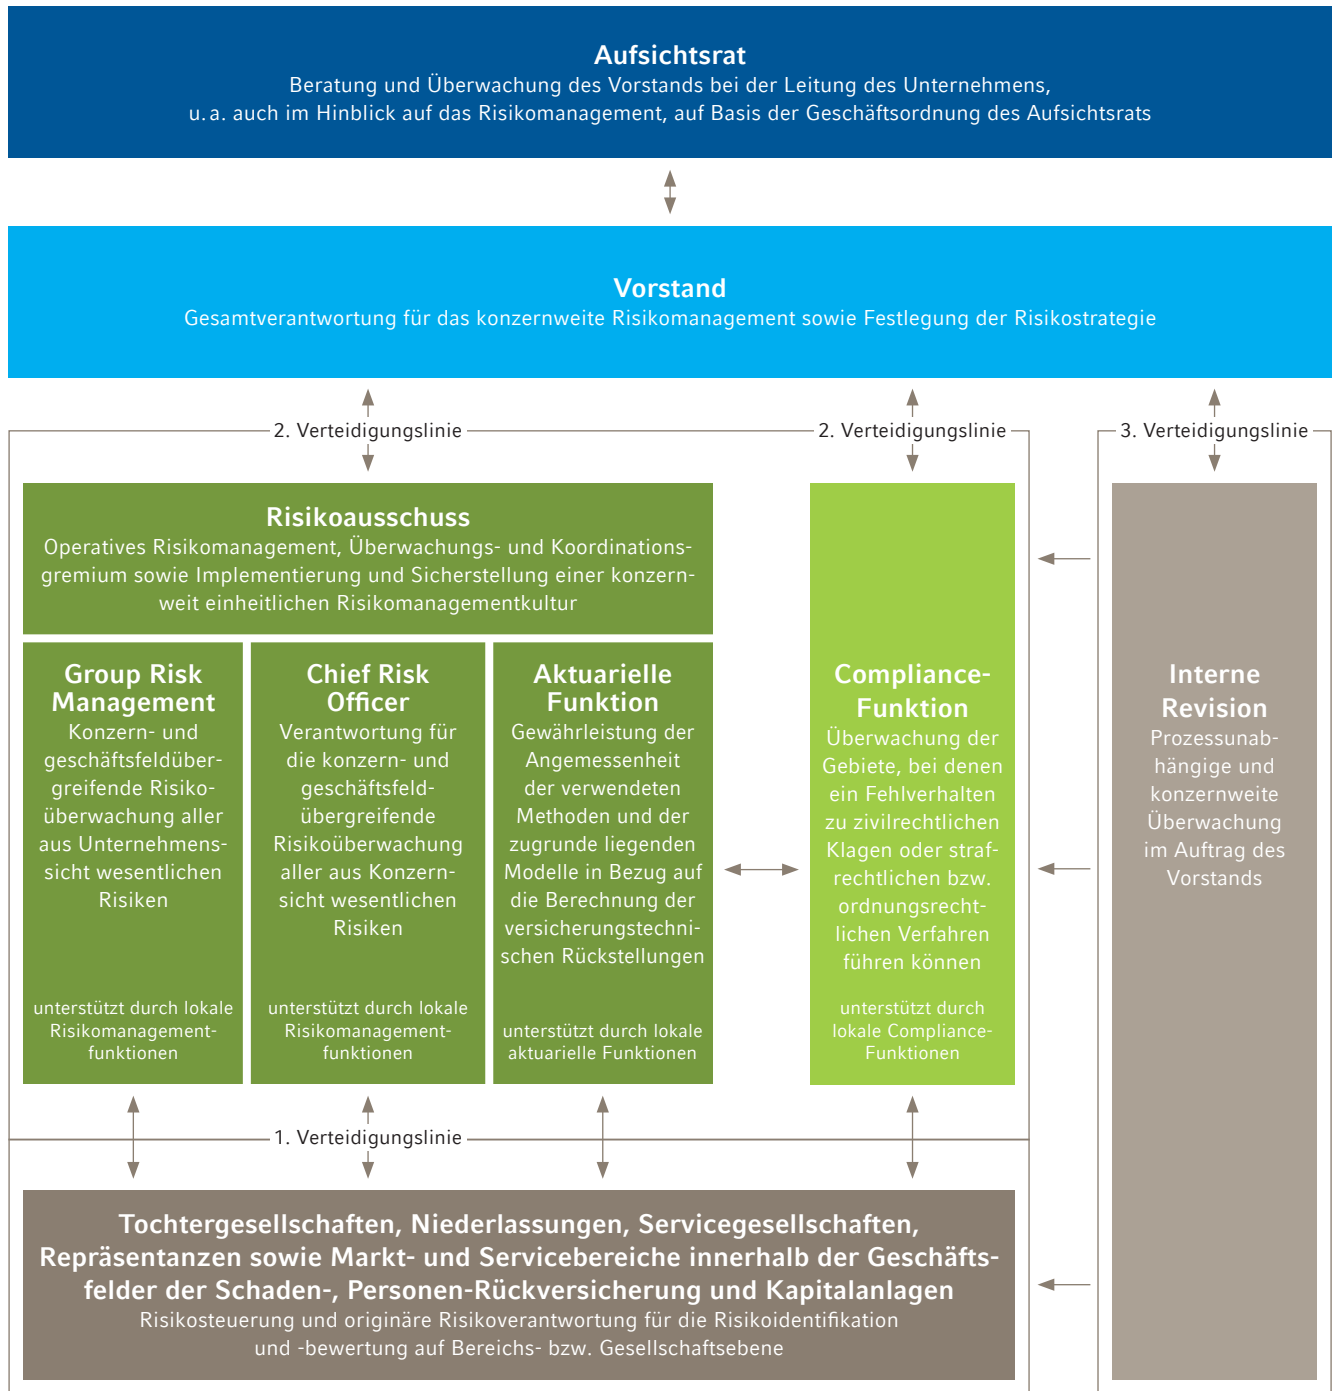 Aufsichtsrat
Beratung und Überwachung des Vorstands bei der Leitung des Unternehmens,
u. a. auch im Hinblick auf das Risikomanagement, auf Basis der Geschäftsordnung des Aufsichtsrats
Vorstand
Gesamtverantwortung für das konzernweite Risikomanagement sowie Festlegung der Risikostrategie
2. Verteidigungslinie
2. Verteidigungslinie
3. Verteidigungslinie
Risikoausschuss
Operatives Risikomanagement, Überwachungs- und Koordinations-
gremium sowie Implementierung und Sicherstellung einer konzern-
weit einheitlichen Risikomanagementkultur
Group Risk
Management
Konzern- und
geschäftsfeldüber-
greifende Risiko-
überwachung aller
aus Unternehmens-
sicht wesentlichen
Risiken
unterstützt durch lokale
Risikomanagement-
funktionen
Chief Risk
Officer
Verantwortung für
die konzern- und
geschäftsfeld-
übergreifende
Risikoüberwachung
aller aus Konzern-
sicht wesentlichen
Risiken
unterstützt durch lokale
Risikomanagement-
funktionen
Aktuarielle
Funktion
Gewährleistung der
Angemessenheit
der verwendeten
Methoden und der
zugrunde liegenden
Modelle in Bezug auf
die Berechnung der
versicherungstechni-
schen Rückstellungen
unterstützt durch lokale
aktuarielle Funktionen
Compliance-
Funktion
Überwachung der
Gebiete, bei denen
ein Fehlverhalten
zu zivilrechtlichen
Klagen oder straf-
rechtlichen bzw.
ordnungsrecht-
lichen Verfahren
führen können
unterstützt durch
lokale Compliance-
Funktionen
Interne
Revision
Prozessunab-
hängige und
konzernweite
Überwachung
im Auftrag des
Vorstands
1. Verteidigungslinie
Tochtergesellschaften, Niederlassungen, Servicegesellschaften,
Repräsentanzen sowie Markt- und Servicebereiche innerhalb der Geschäfts-
felder der Schaden-, Personen-Rückversicherung und Kapitalanlagen
Risikosteuerung und originäre Risikoverantwortung für die Risikoidentifikation
und -bewertung auf Bereichs- bzw. Gesellschaftsebene